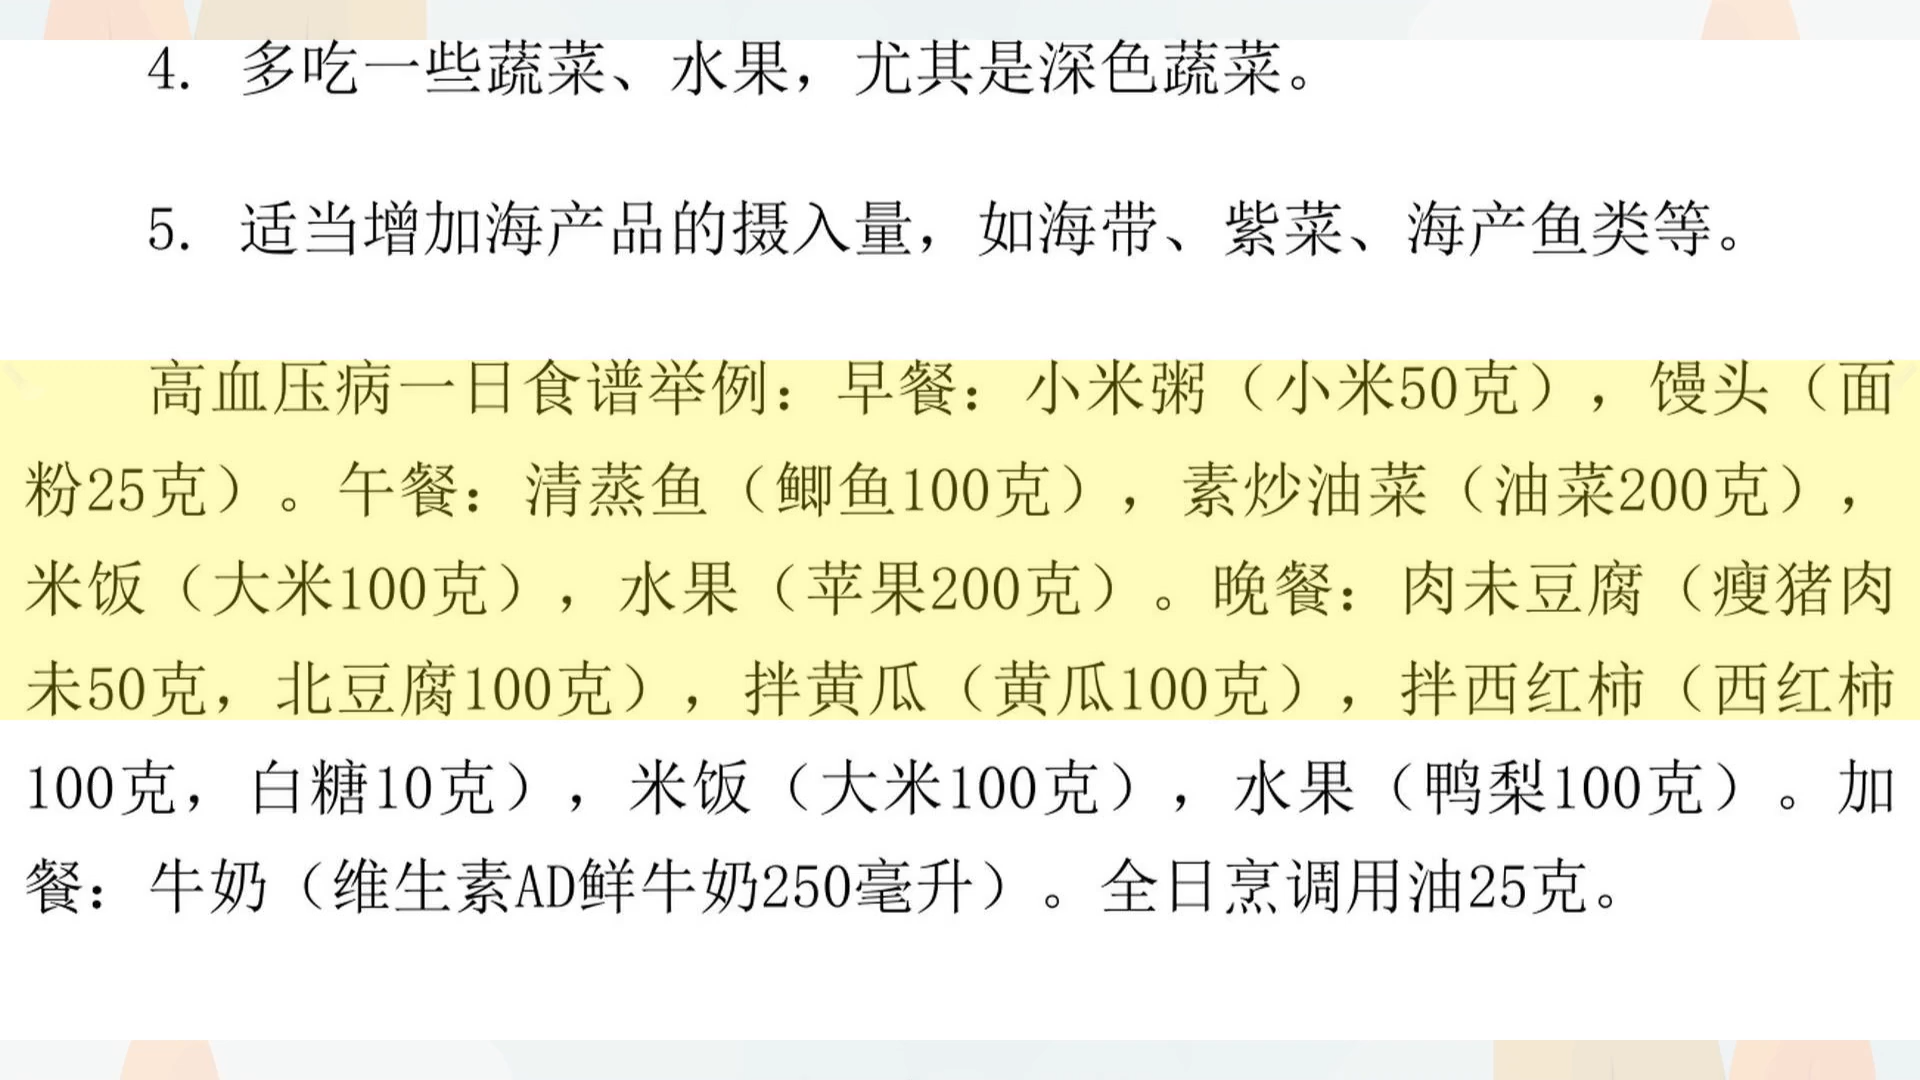 4. 多吃一些蔬菜、水果，尤其是深色蔬菜。
5. 适当增加海产品的摄入量，如海带、紫菜、海产鱼类等。
高血压病一日食谱举例：早餐：小米粥（小米50克），馒头（面
粉25克）。午餐：清蒸鱼（鲫鱼100克），素炒油菜（油菜200克），
米饭（大米100克），水果（苹果200克）。晚餐：肉未豆腐（瘦猪肉
未50克，北豆腐100克），拌黄瓜（黄瓜100克），拌西红柿（西红柿
100克，白糖10克），米饭（大米100克），水果（鸭梨100克）。加
餐：牛奶（维生素AD鲜牛奶250毫升）。全日烹调用油25克。